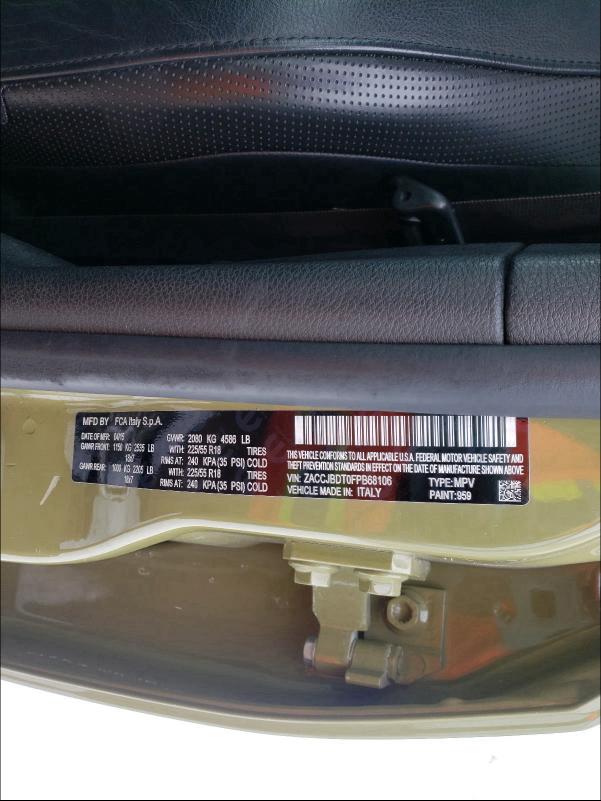 MFD BY FCA Italy S.p.A.
DATE OF MFR: 04/15 GVWR: 2080 KG 4586 LB
GAWR FRONT: 1150 KG 2535 LB WITH: 225/55 R18 TIRES
18x7 RIMS AT: 240 KPA (35 PSI) COLD
GAWR REAR: 1000 KG 2205 LB WITH: 225/55 R18 TIRES
18x7 RIMS AT: 240 KPA (35 PSI) COLD
THIS VEHICLE CONFORMS TO ALL APPLICABLE U.S.A. FEDERAL MOTOR VEHICLE SAFETY AND
THEFT PREVENTION STANDARDS IN EFFECT ON THE DATE OF MANUFACTURE SHOWN ABOVE.
VIN: ZACCJBDT0FPB68106 TYPE: MPV
VEHICLE MADE IN: ITALY PAINT: 959